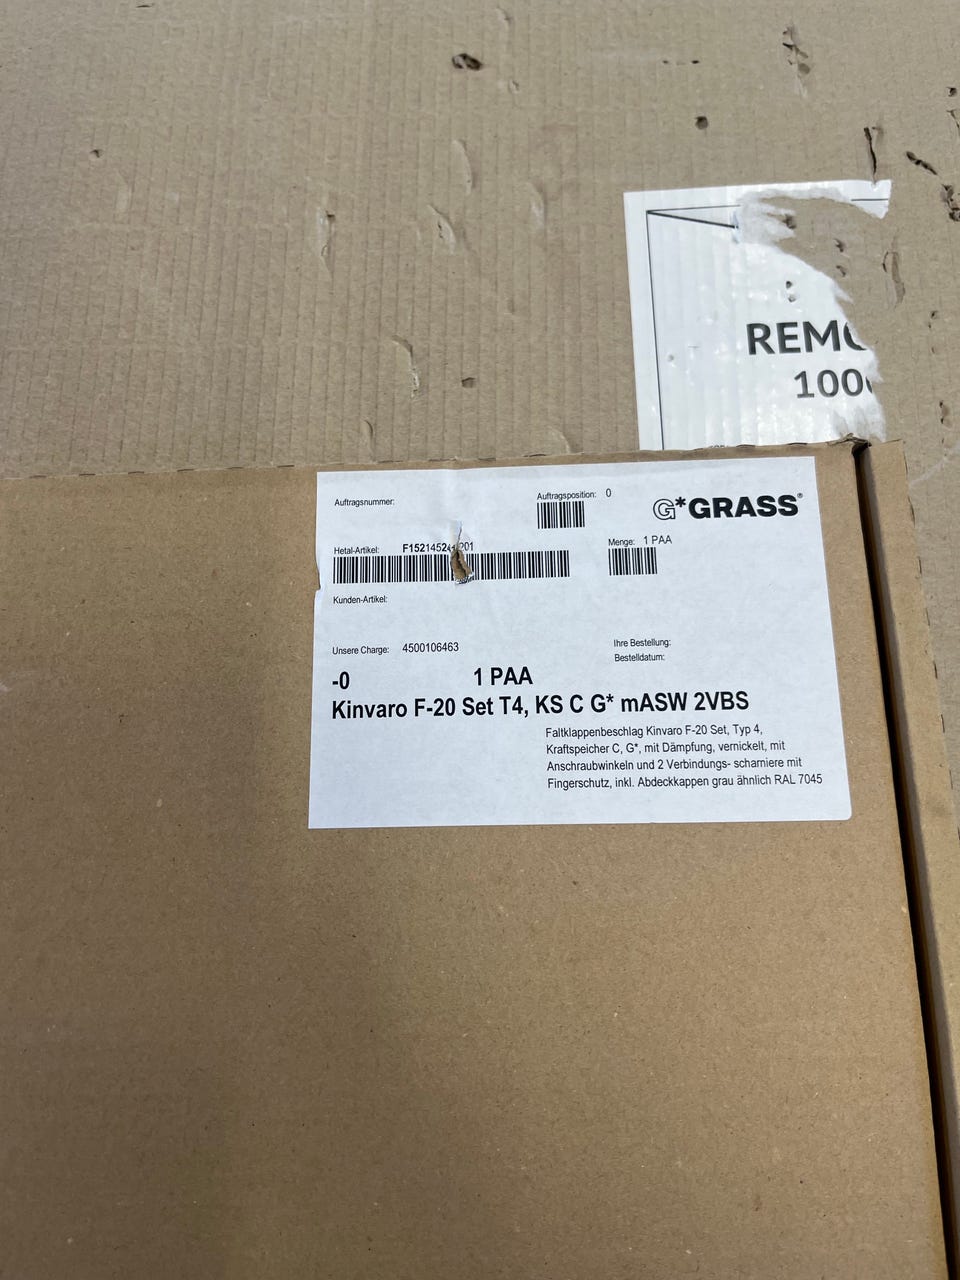 REMO
100
Auftragsnummer:
Auftragsposition: 0
G*GRASS®
Hetal-Artikel: 201
Menge: 1 PAA
Kunden-Artikel:
Unsere Charge: 4500106463
Ihre Bestellung:
Bestelldatum:
-0 1 PAA
Kinvaro F-20 Set T4, KS C G* mASW 2VBS
Faltklappenbeschlag Kinvaro F-20 Set, Typ 4,
Kraftspeicher C, G*, mit Dämpfung, vernickelt, mit
Anschraubwinkeln und 2 Verbindungs- scharniere mit
Fingerschutz, inkl. Abdeckkappen grau ähnlich RAL 7045